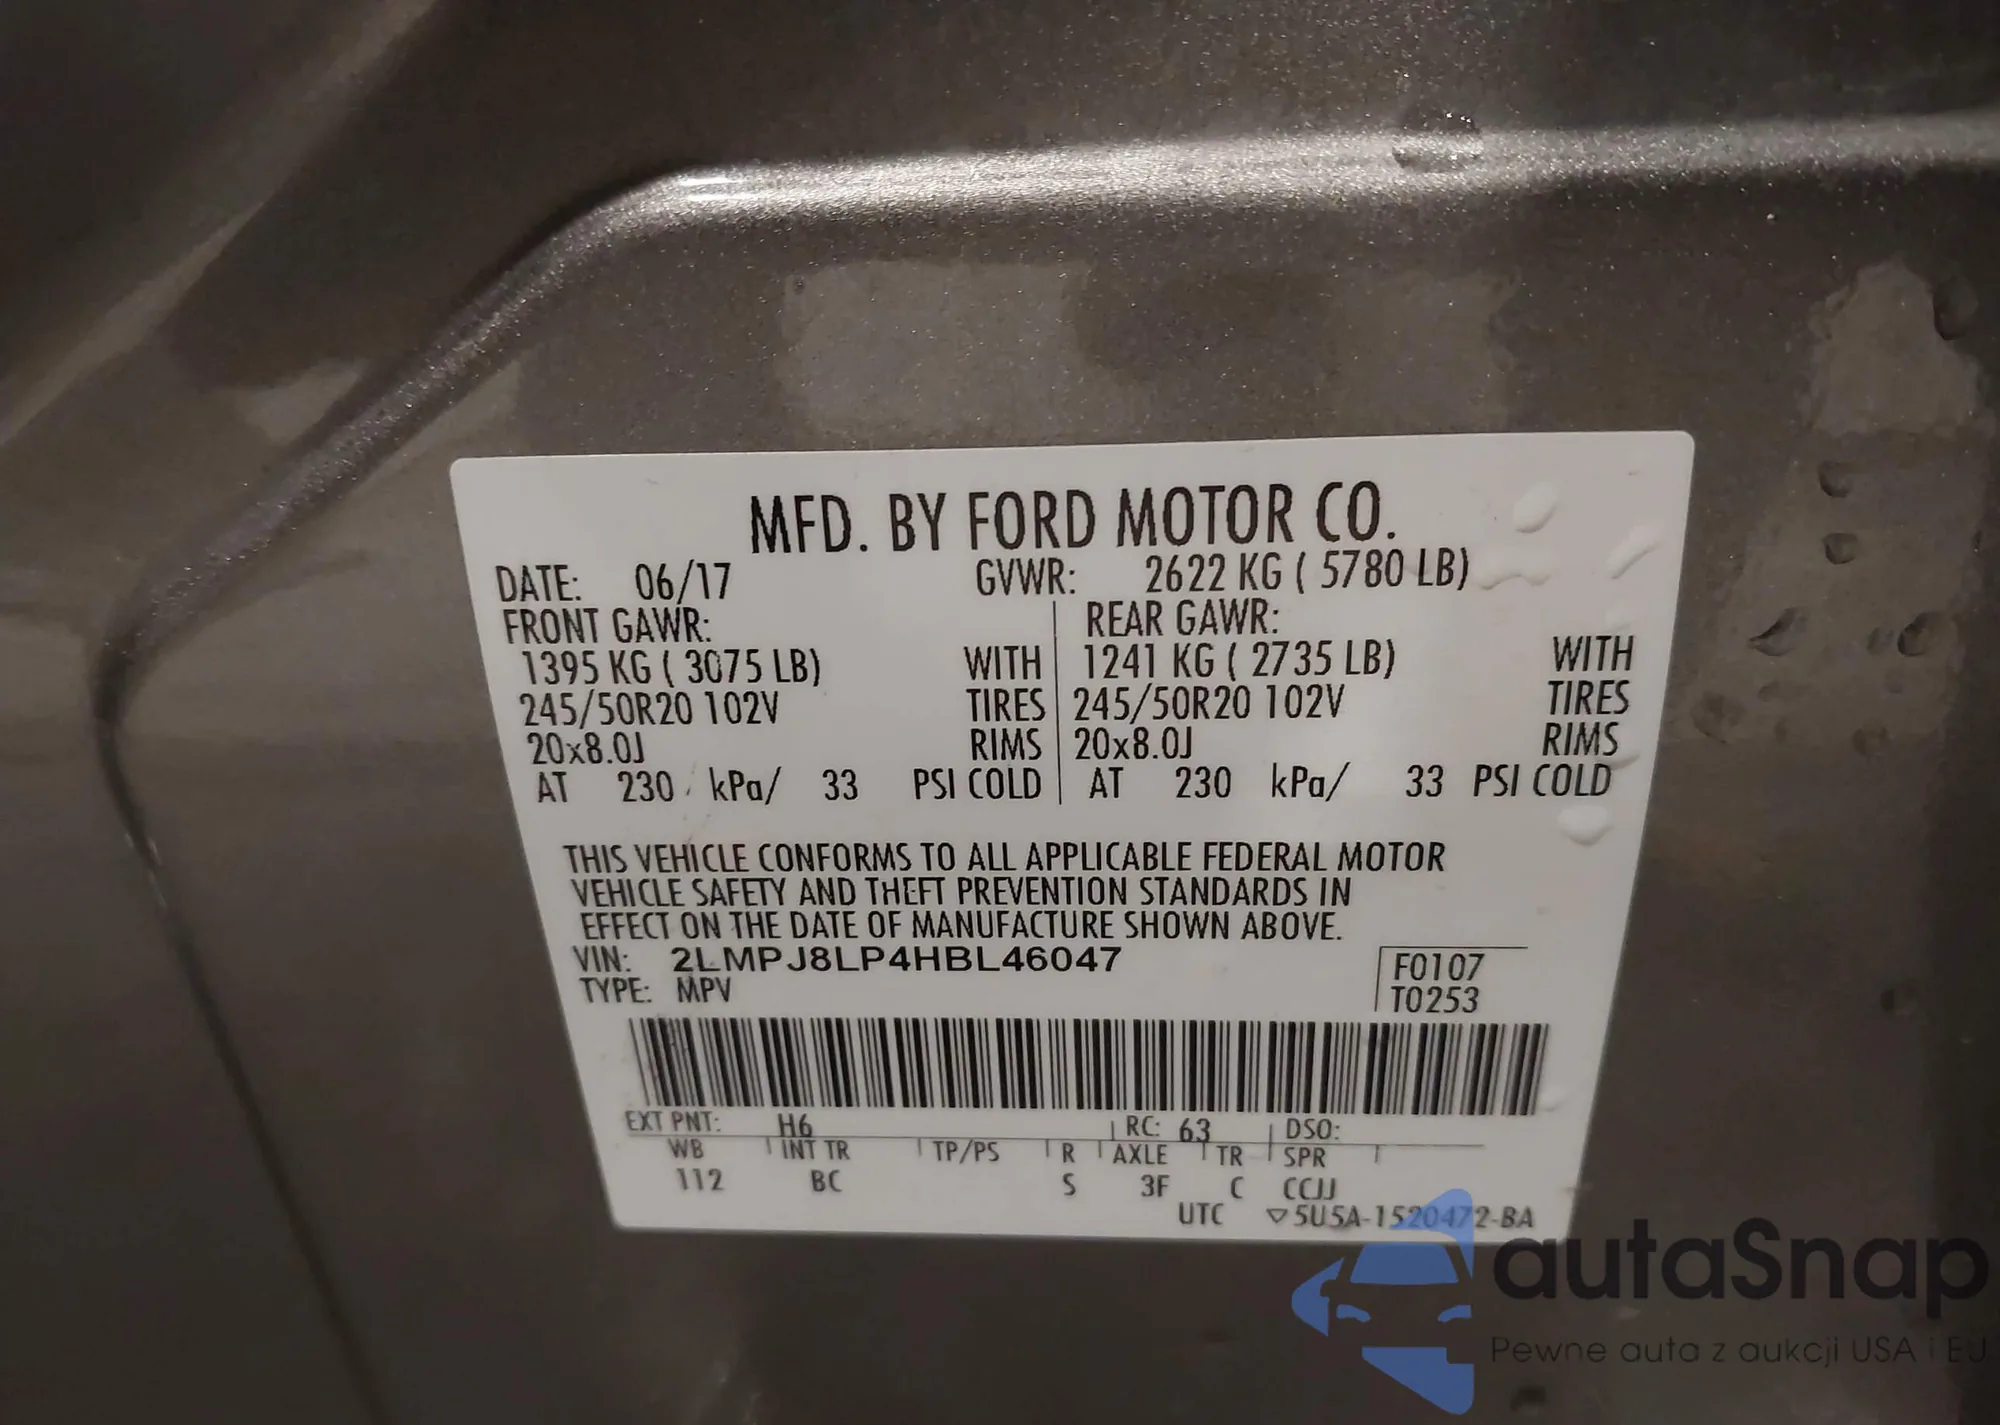 MFD. BY FORD MOTOR CO.
DATE: 06/17 GVWR: 2622 KG ( 5780 LB)
FRONT GAWR: REAR GAWR:
1395 KG ( 3075 LB) WITH 1241 KG ( 2735 LB) WITH
245/50R20 102V TIRES 245/50R20 102V TIRES
20x8.0J RIMS 20x8.0J RIMS
AT 230 kPa/ 33 PSI COLD AT 230 kPa/ 33 PSI COLD
THIS VEHICLE CONFORMS TO ALL APPLICABLE FEDERAL MOTOR
VEHICLE SAFETY AND THEFT PREVENTION STANDARDS IN
EFFECT ON THE DATE OF MANUFACTURE SHOWN ABOVE.
VIN: 2LMPJ8LP4HBL46047 F0107
TYPE: MPV T0253
EXT PNT: H6 RC: 63 DSO:
WB INT TR TP/PS R AXLE TR SPR
112 BC S 3F C CCJJ
UTC ▽5U5A-1520472-BA
autaSnap
Pewne auta z aukcji USA i EU